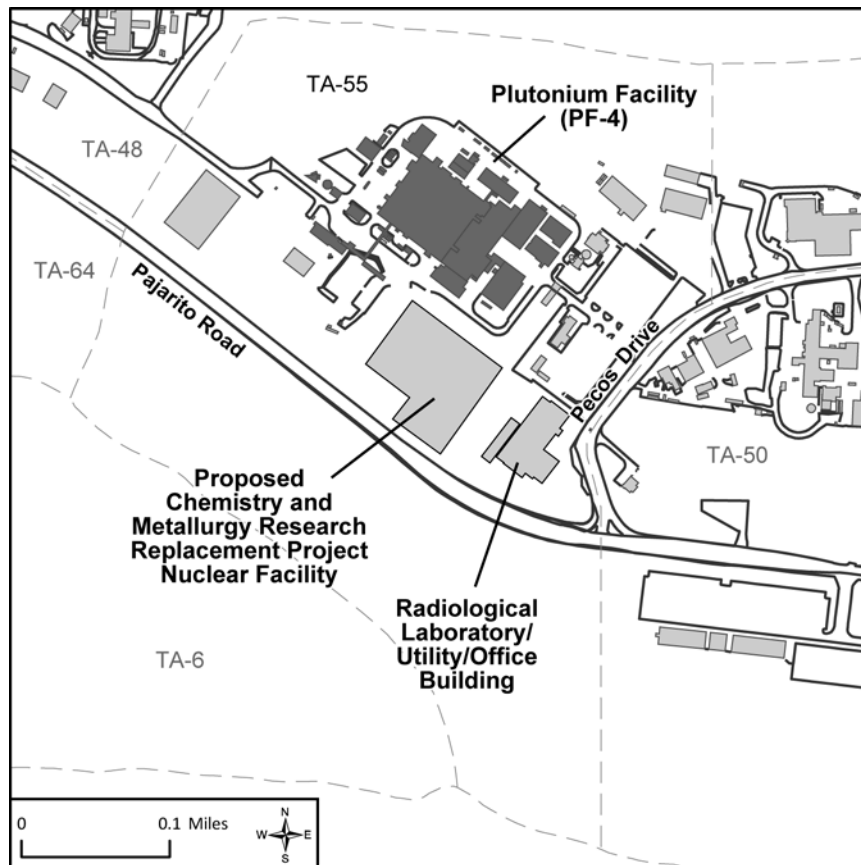 TA-55
Plutonium Facility
(PF-4)
TA-48
TA-64
Pajarito Road
Pecos Drive
TA-50
Proposed
Chemistry and
Metallurgy Research
Replacement Project
Nuclear Facility
Radiological
Laboratory/
Utility/Office
Building
TA-6
0
0.1 Miles
N
W
E
S